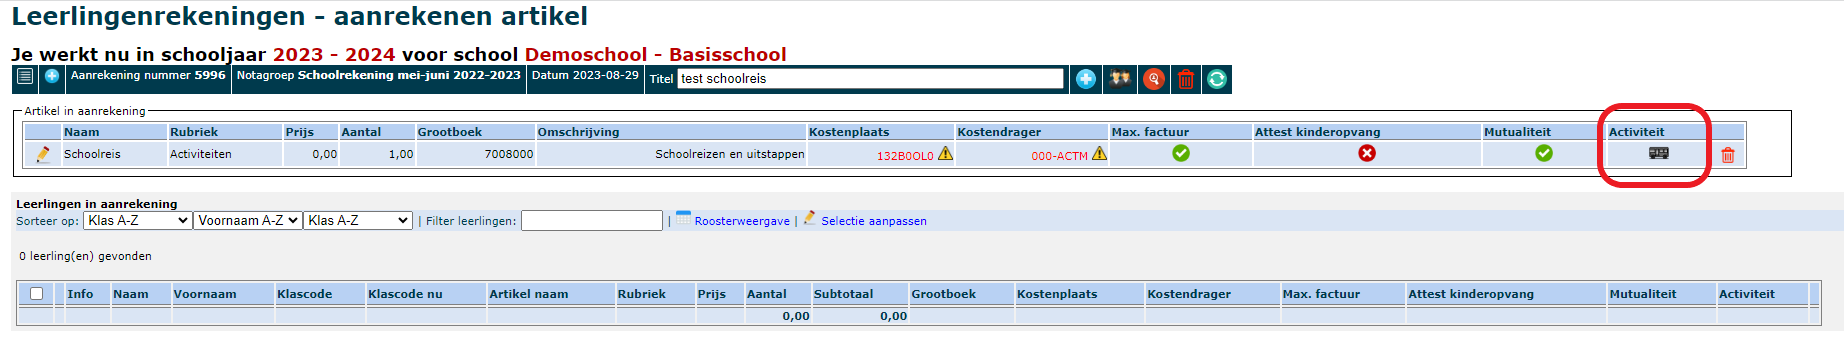 Leerlingenrekeningen - aanrekenen artikel
Je werkt nu in schooljaar 2023 - 2024 voor school Demoschool - Basisschool
Aanrekening nummer 5996 Notagroep Schoolrekening mei-juni 2022-2023 Datum 2023-08-29 Titel test schoolreis
Artikel in aanrekening
Naam Rubriek Prijs Aantal Grootboek Omschrijving Kostenplaats Kostendrager Max. factuur Attest kinderopvang Mutualiteit Activiteit
Schoolreis Activiteiten 0,00 1,00 7008000 Schoolreizen en uitstappen 132B0OL0 000-ACTM
Leerlingen in aanrekening
Sorteer op: Klas A-Z Voornaam A-Z Klas A-Z | Filter leerlingen: | Roosterweergave | Selectie aanpassen
0 leerling(en) gevonden
Info Naam Voornaam Klascode Klascode nu Artikel naam Rubriek Prijs Aantal Subtotaal Grootboek Kostenplaats Kostendrager Max. factuur Attest kinderopvang Mutualiteit Activiteit
0,00 0,00